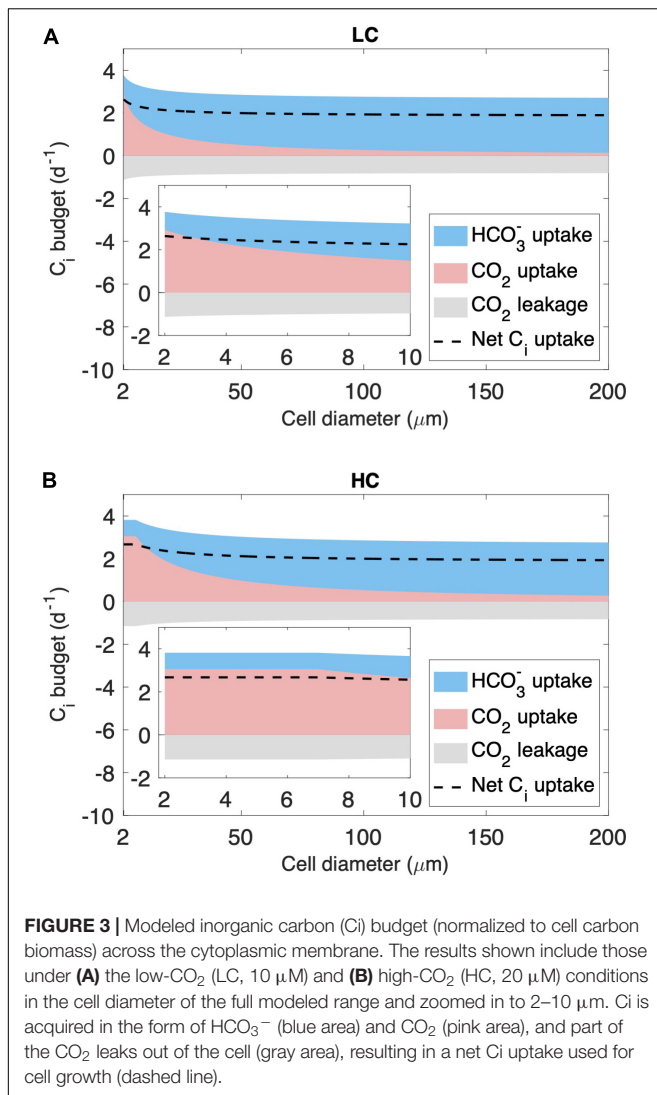 A
LC
4
2
0
-2
-4
-6
-8
-10
C_i budget (d⁻¹)
4
2
0
-2
2 4 6 8 10
HCO₃⁻ uptake
CO₂ uptake
CO₂ leakage
Net C_i uptake
2 50 100 150 200
Cell diameter (μm)
B
HC
4
2
0
-2
-4
-6
-8
-10
C_i budget (d⁻¹)
4
2
0
-2
2 4 6 8 10
HCO₃⁻ uptake
CO₂ uptake
CO₂ leakage
Net C_i uptake
2 50 100 150 200
Cell diameter (μm)
FIGURE 3 | Modeled inorganic carbon (Ci) budget (normalized to cell carbon
biomass) across the cytoplasmic membrane. The results shown include those
under (A) the low-CO₂ (LC, 10 μM) and (B) high-CO₂ (HC, 20 μM) conditions
in the cell diameter of the full modeled range and zoomed in to 2–10 μm. Ci is
acquired in the form of HCO₃⁻ (blue area) and CO₂ (pink area), and part of
the CO₂ leaks out of the cell (gray area), resulting in a net Ci uptake used for
cell growth (dashed line).